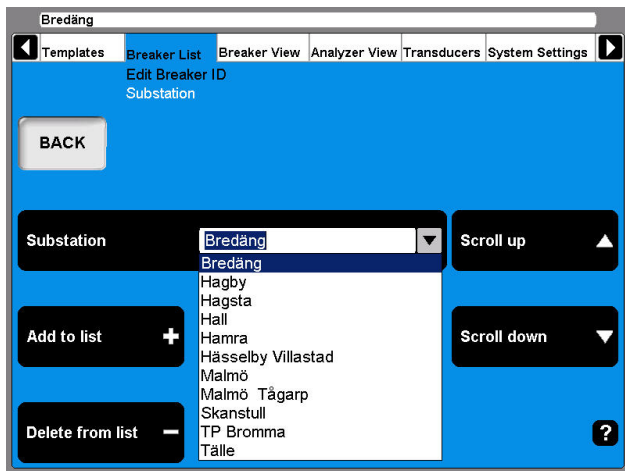 Bredäng
Templates Breaker List Breaker View Analyzer View Transducers System Settings
Edit Breaker ID
Substation
BACK
Substation Bredäng Scroll up
Bredäng
Hagby
Hagsta
Hall
Add to list + Hamra Scroll down
Hässelby Villastad
Malmö
Malmö Tågarp
Skanstull
Delete from list – TP Bromma ?
Tälle